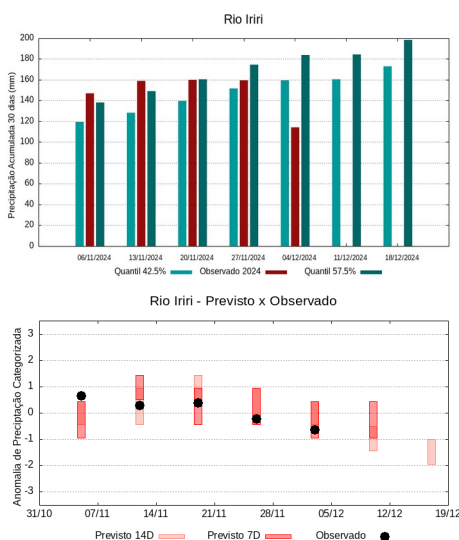 Rio Iriri
Precipitação Acumulada 30 dias (mm)
200
180
160
140
120
100
80
60
40
20
0
06/11/2024 13/11/2024 20/11/2024 27/11/2024 04/12/2024 11/12/2024 18/12/2024
Quantil 42.5% Observado 2024 Quantil 57.5%
Rio Iriri - Previsto x Observado
Anomalia de Preciptação Categorizada
3
2
1
0
-1
-2
-3
31/10 07/11 14/11 21/11 28/11 05/12 12/12 19/12
Previsto 14D Previsto 7D Observado